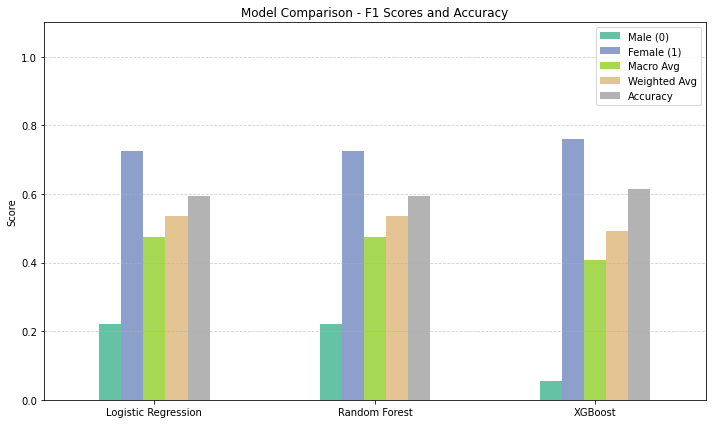 Model Comparison - F1 Scores and Accuracy
Male (0)
Female (1)
Macro Avg
Weighted Avg
Accuracy
Score
1.0
0.8
0.6
0.4
0.2
0.0
Logistic Regression
Random Forest
XGBoost